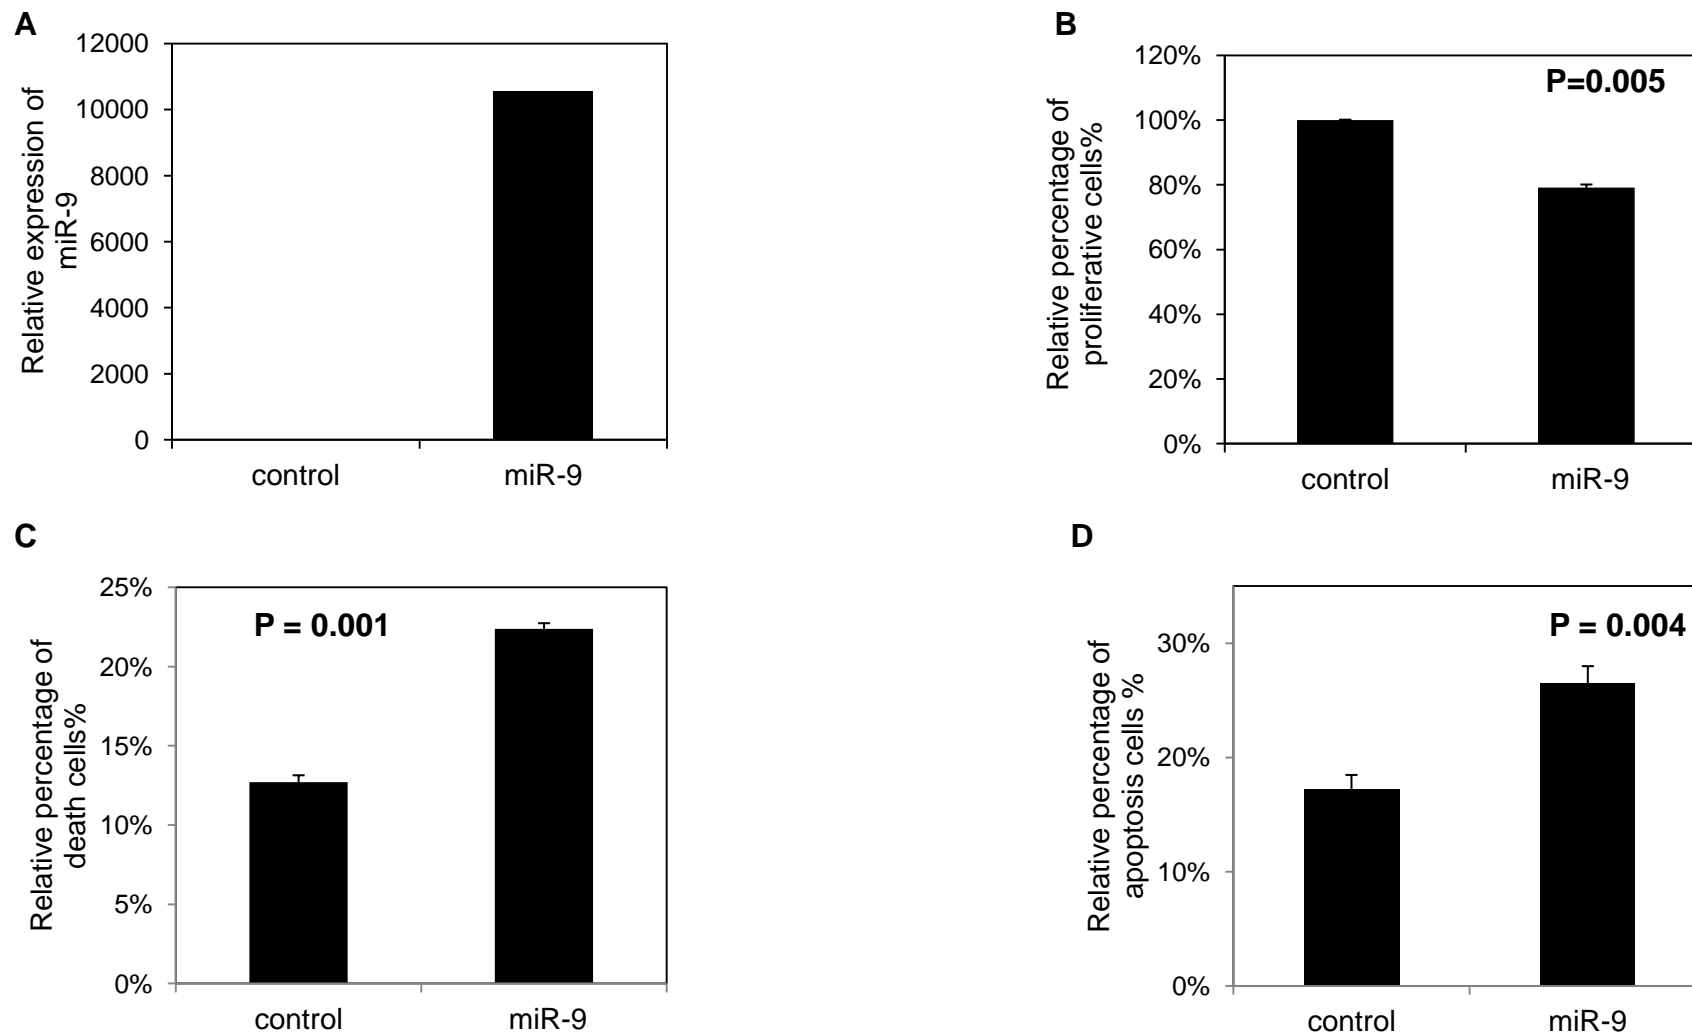 A
Relative expression of
miR-9
12000
10000
8000
6000
4000
2000
0
control
miR-9
B
Relative percentage of
proliferative cells%
120%
100%
80%
60%
40%
20%
0%
P=0.005
control
miR-9
C
Relative percentage of
death cells%
25%
20%
15%
10%
5%
0%
P = 0.001
control
miR-9
D
Relative percentage of
apoptosis cells %
30%
20%
10%
0%
P = 0.004
control
miR-9